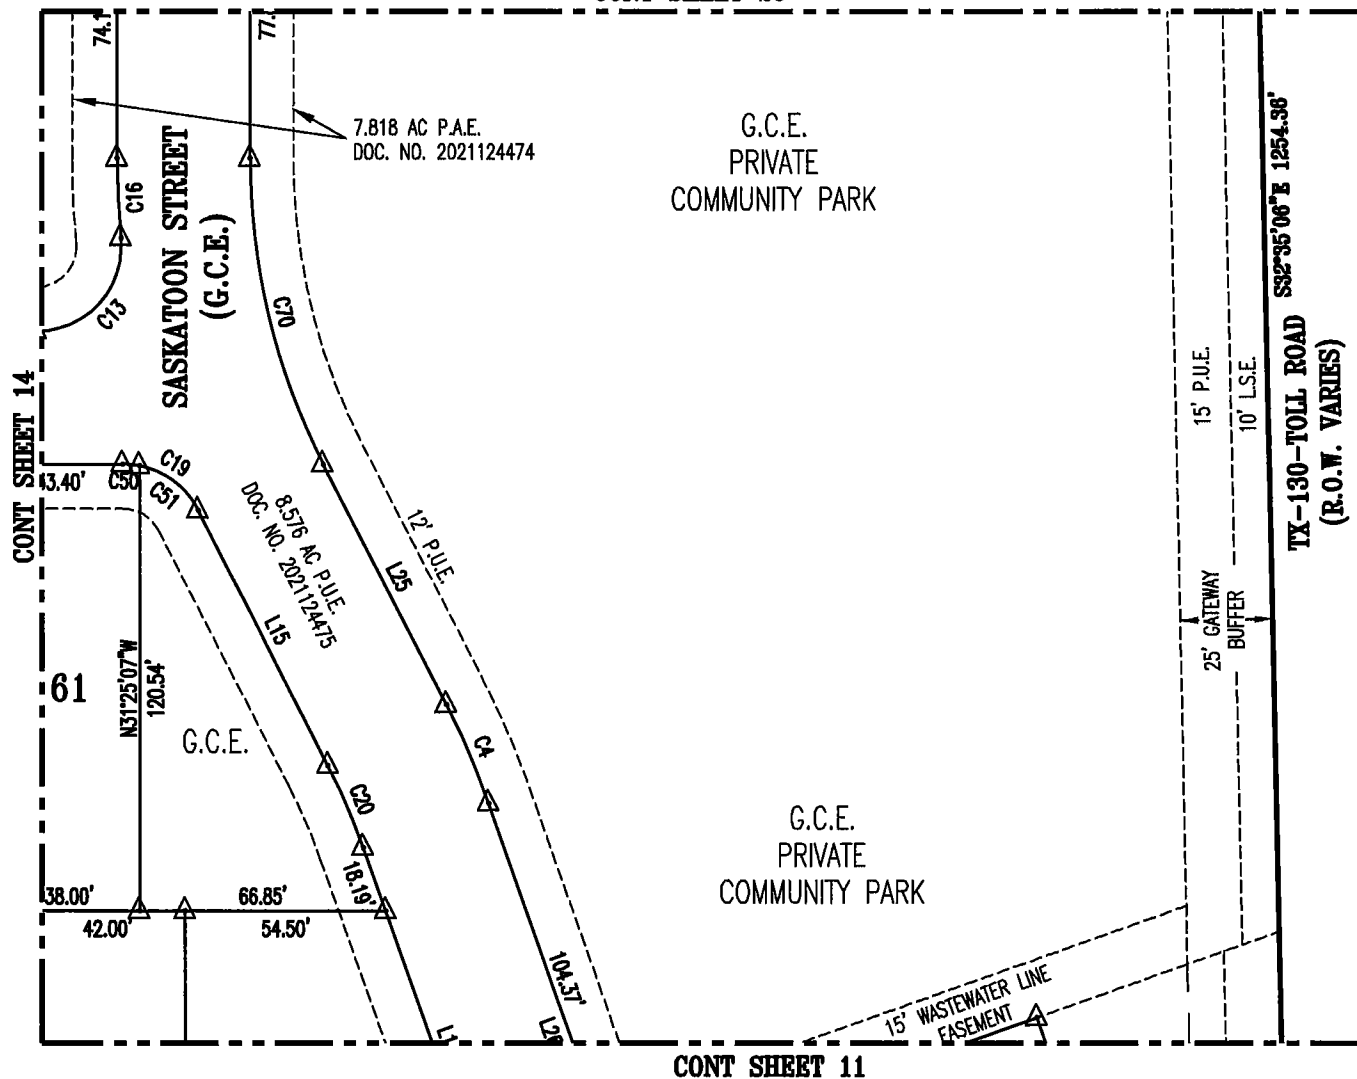 74.1
77.
7.818 AC P.A.E.
DOC. NO. 2021124474
G.C.E.
PRIVATE
COMMUNITY PARK
C16
SASKATOON STREET
(G.C.E.)
C13
C70
S32°35'06"E 1254.36'
TX-130-TOLL ROAD
(R.O.W. VARIES)
15' P.U.E.
10' L.S.E.
CONT SHEET 14
C19
43.40'
C50
C51
8.576 AC P.U.E.
DOC. NO. 2021124475
12' P.U.E.
L25
L15
25' GATEWAY
BUFFER
61
N31°25'07"W
120.54'
G.C.E.
C4
C20
18.19'
G.C.E.
PRIVATE
COMMUNITY PARK
38.00'
66.85'
42.00'
54.50'
104.37'
L1
L26
15' WASTEWATER LINE
EASEMENT
CONT SHEET 11